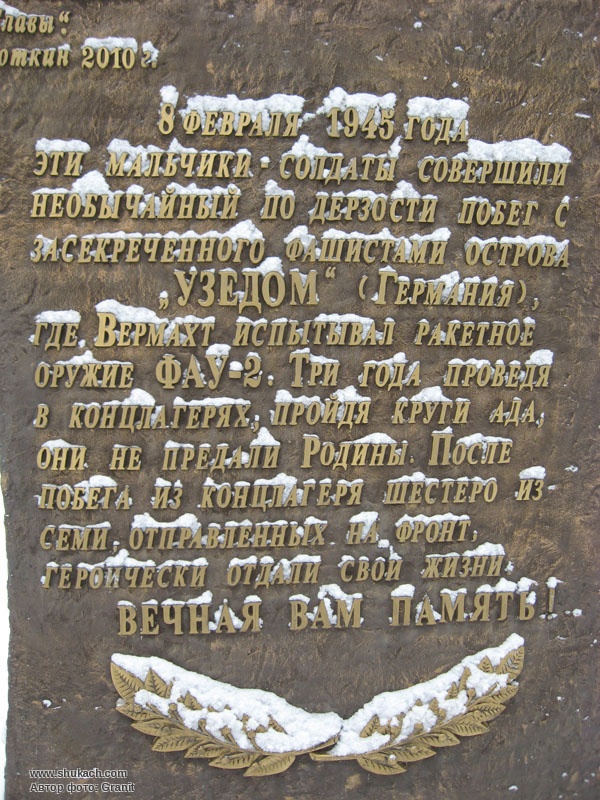 лавы".
откин 2010 г
8 февраля 1945 года
эти мальчики - солдаты совершили
необычайный по дерзости побег с
засекреченного фашистами острова
„УЗЕДОМ“ (Германия),
где Вермахт испытывал ракетное
оружие ФАУ-2. Три года проведя
в концлагерях, пройдя круги ада,
они не предали Родины. После
побега из концлагеря шестеро из
семи, отправленных на фронт,
героически отдали свои жизни.
Вечная вам память!
www.shukach.com
Автор фото: Granit